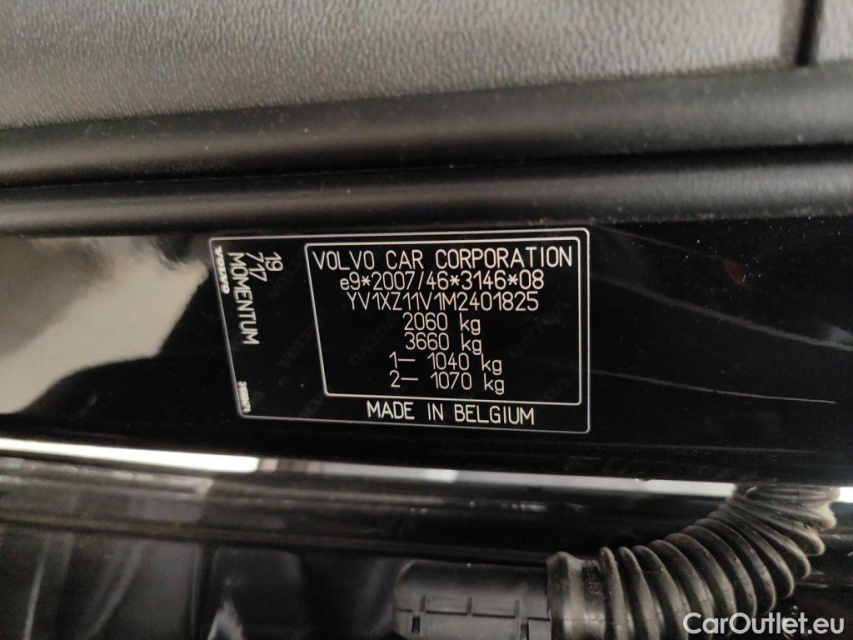 VOLVO CAR CORPORATION
e9*2007/46*3146*08
YV1XZ11V1M2401825
2060 kg
3660 kg
1– 1040 kg
2– 1070 kg
MADE IN BELGIUM
19
717
MOMENTUM
VOLVO
CarOutlet.eu